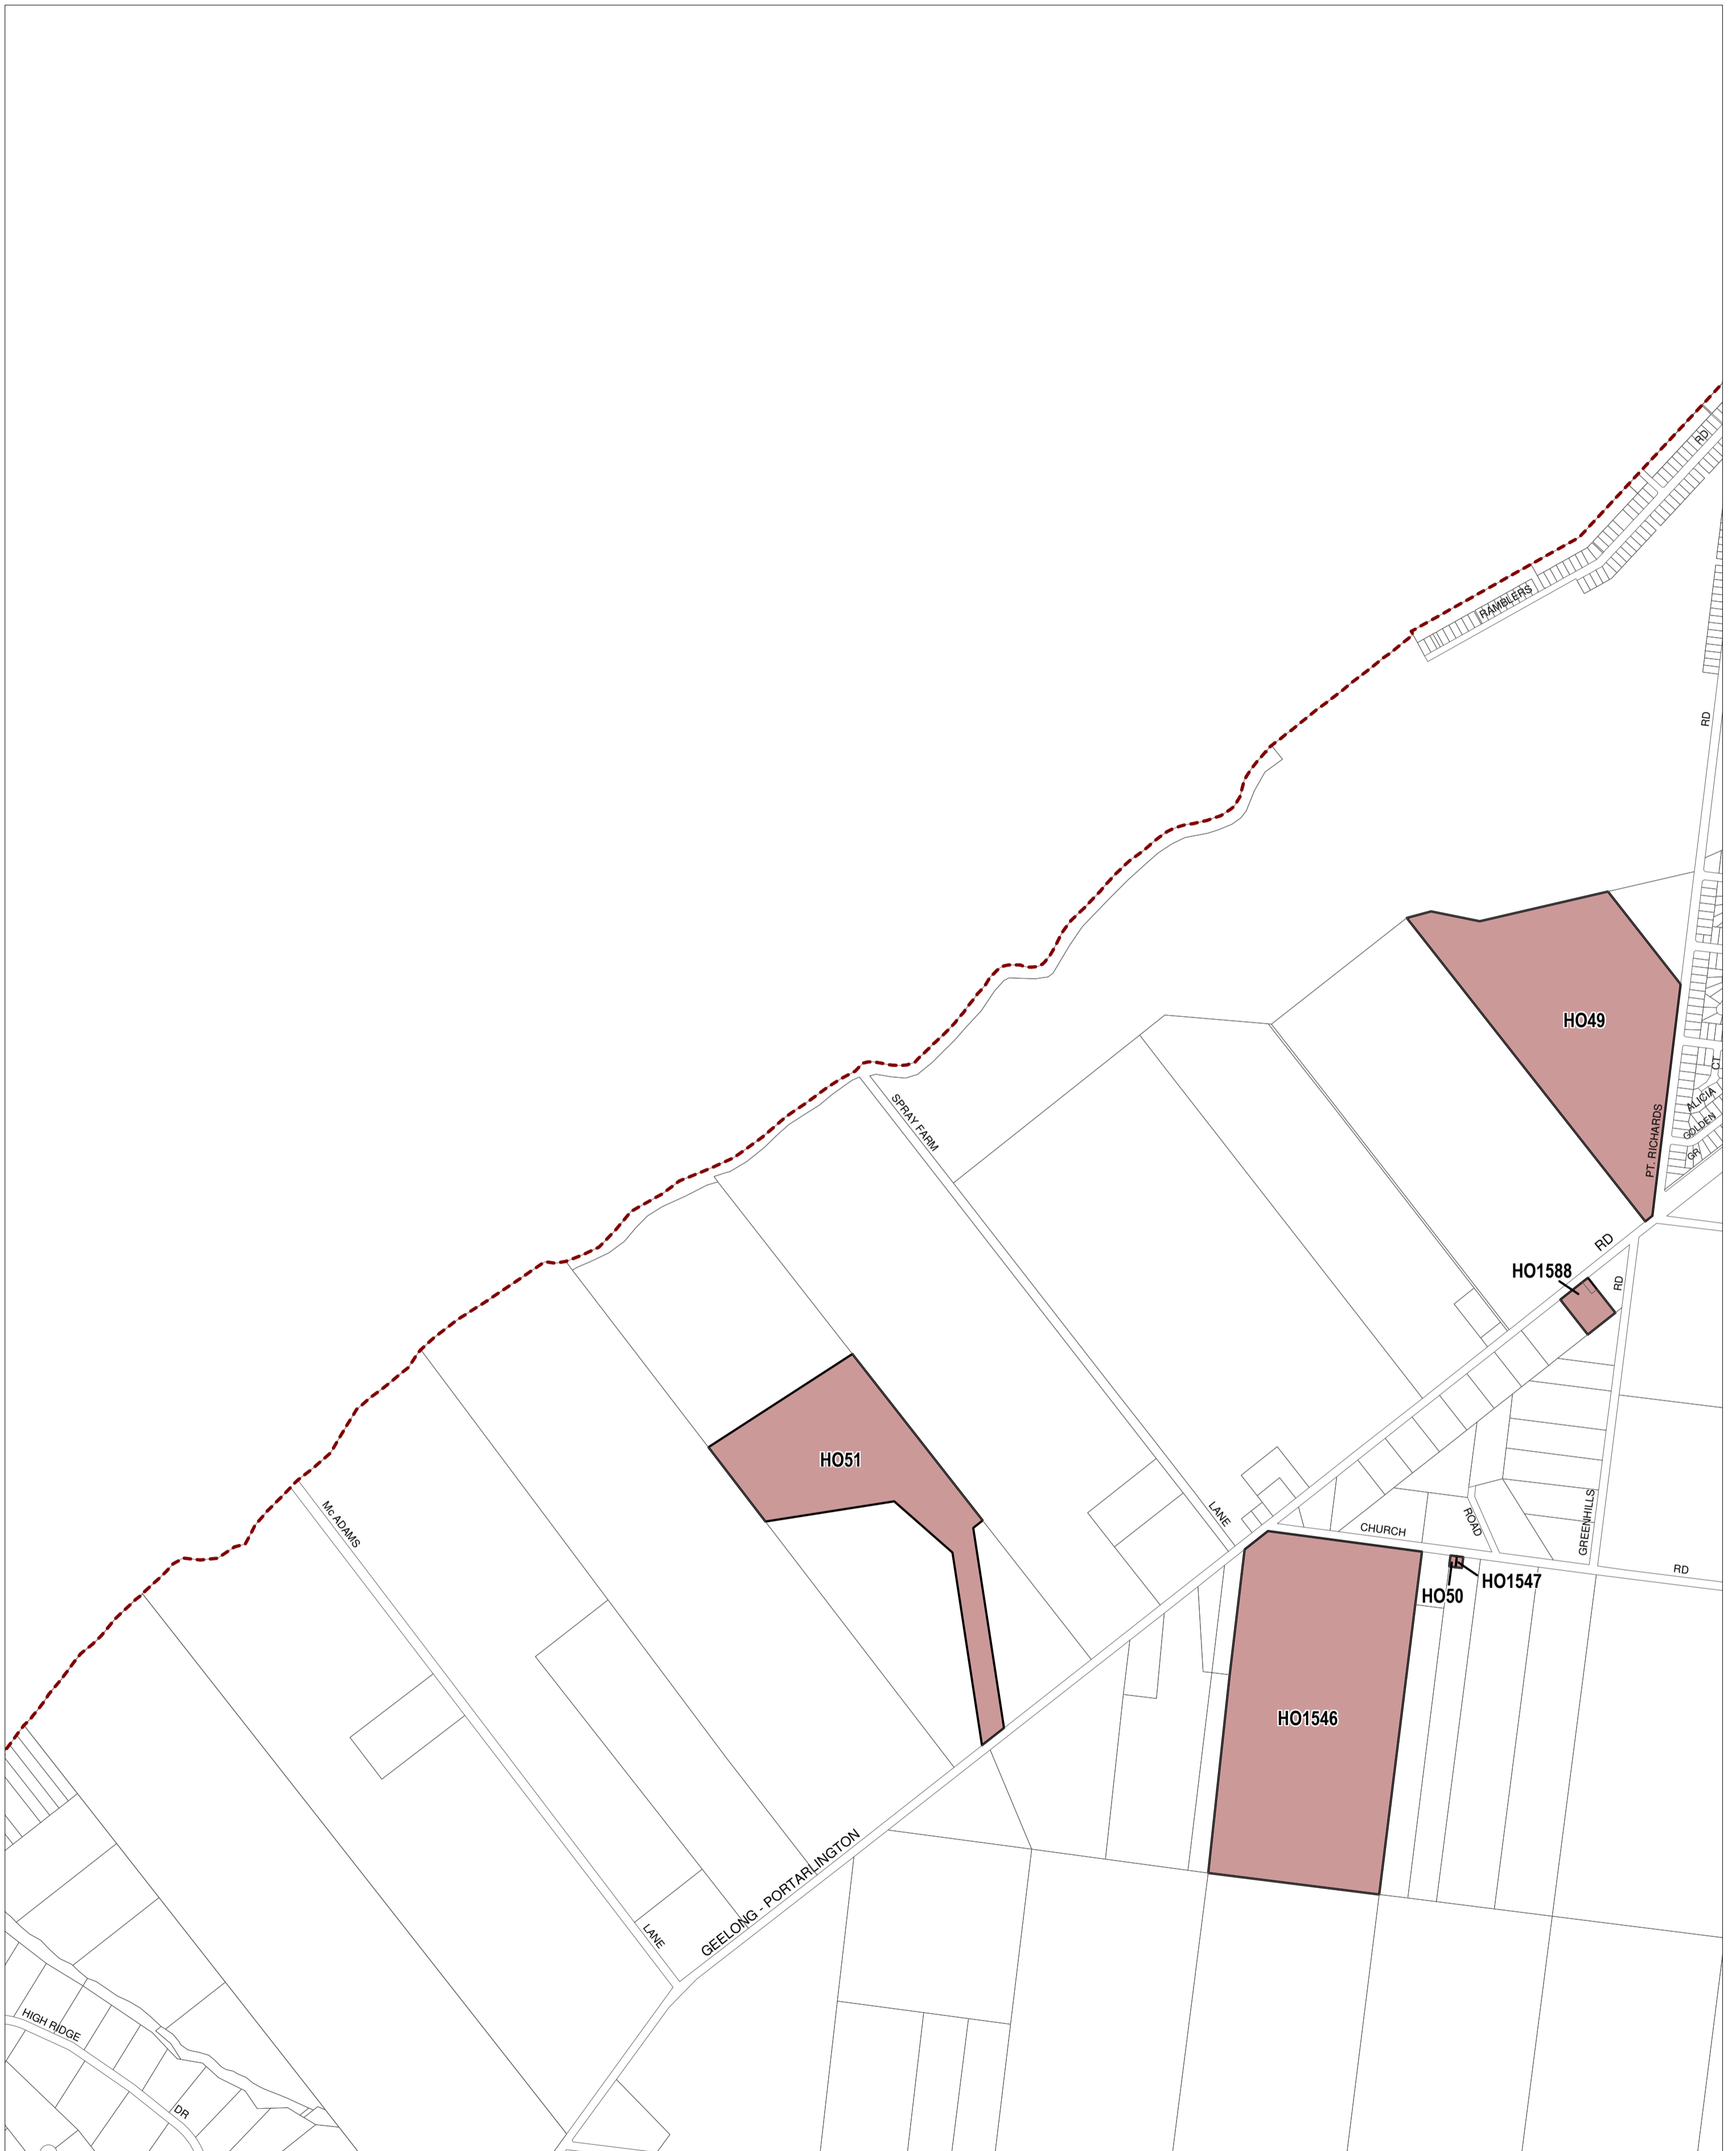 RD
RAMBLERS
RD
HO49
CT
ALICIA
GOLDEN
GR
PT. RICHARDS
SPRAY FARM
RD
HO1588
RD
HO51
Mc ADAMS
LANE
CHURCH
ROAD
GREENHILLS
RD
HO1547
HO50
HO1546
GEELONG - PORTARLINGTON
LANE
HIGH RIDGE
DR